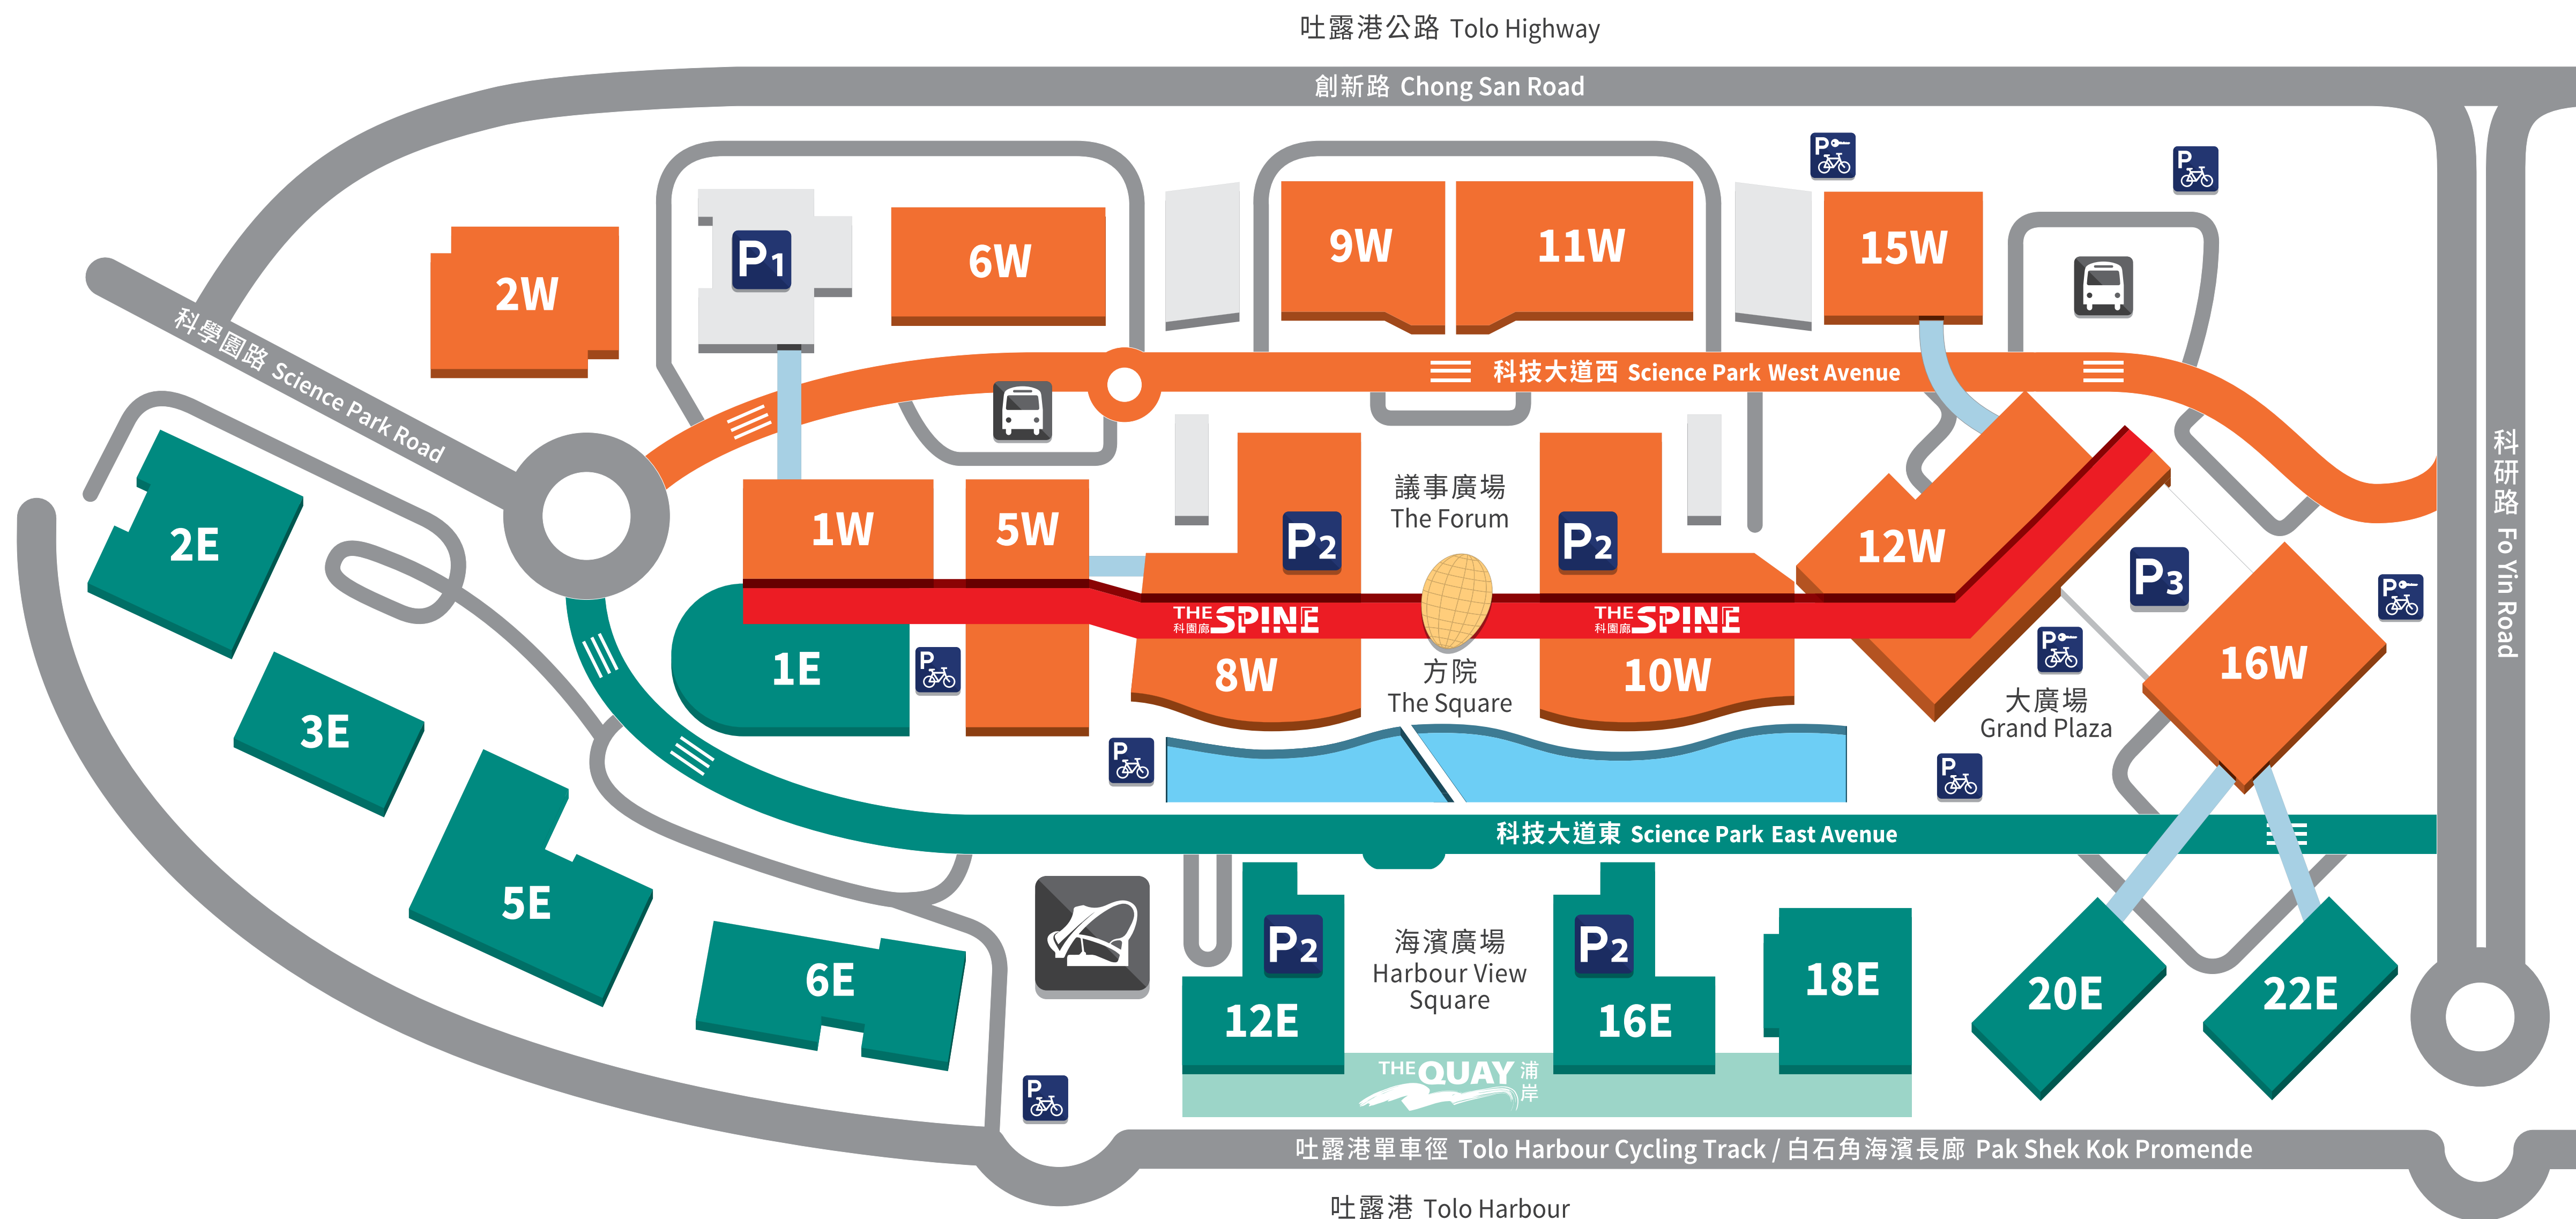 吐露港公路 Tolo Highway
創新路 Chong San Road
P
P
2W
P1
6W
9W
11W
15W
科學園路 Science Park Road
科技大道西 Science Park West Avenue
科研路 Fo Yin Road
2E
1W
5W
P2
議事廣場
The Forum
P2
12W
P3
P
THE SPINE
科園廊
THE SPINE
科園廊
1E
P
8W
方院
The Square
10W
P
大廣場
Grand Plaza
16W
3E
P
P
科技大道東 Science Park East Avenue
5E
6E
P2
海濱廣場
Harbour View
Square
P2
18E
12E
16E
20E
22E
THE QUAY 浦岸
P
吐露港單車徑 Tolo Harbour Cycling Track / 白石角海濱長廊 Pak Shek Kok Promende
吐露港 Tolo Harbour